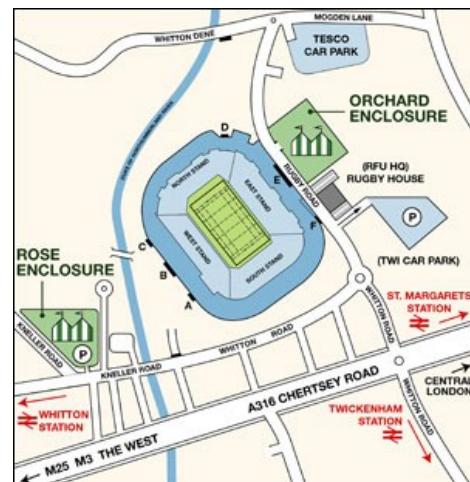 MOGDEN LANE
WHITTON DENE
TESCO
CAR PARK
ORCHARD
ENCLOSURE
D
NORTH STAND
EAST STAND
E
RUGBY ROAD
(RFU HQ)
RUGBY HOUSE
F
P
(TWI CAR PARK)
WEST STAND
SOUTH STAND
C
B
A
ROSE
ENCLOSURE
KNELLER ROAD
P
KNELLER ROAD
WHITTON ROAD
WHITTON ROAD
ST. MARGARETS
STATION
A316 CHERTSEY ROAD
CENTRAL
LONDON
WHITTON
STATION
TWICKENHAM
STATION
WHITTON ROAD
M25 M3 THE WEST